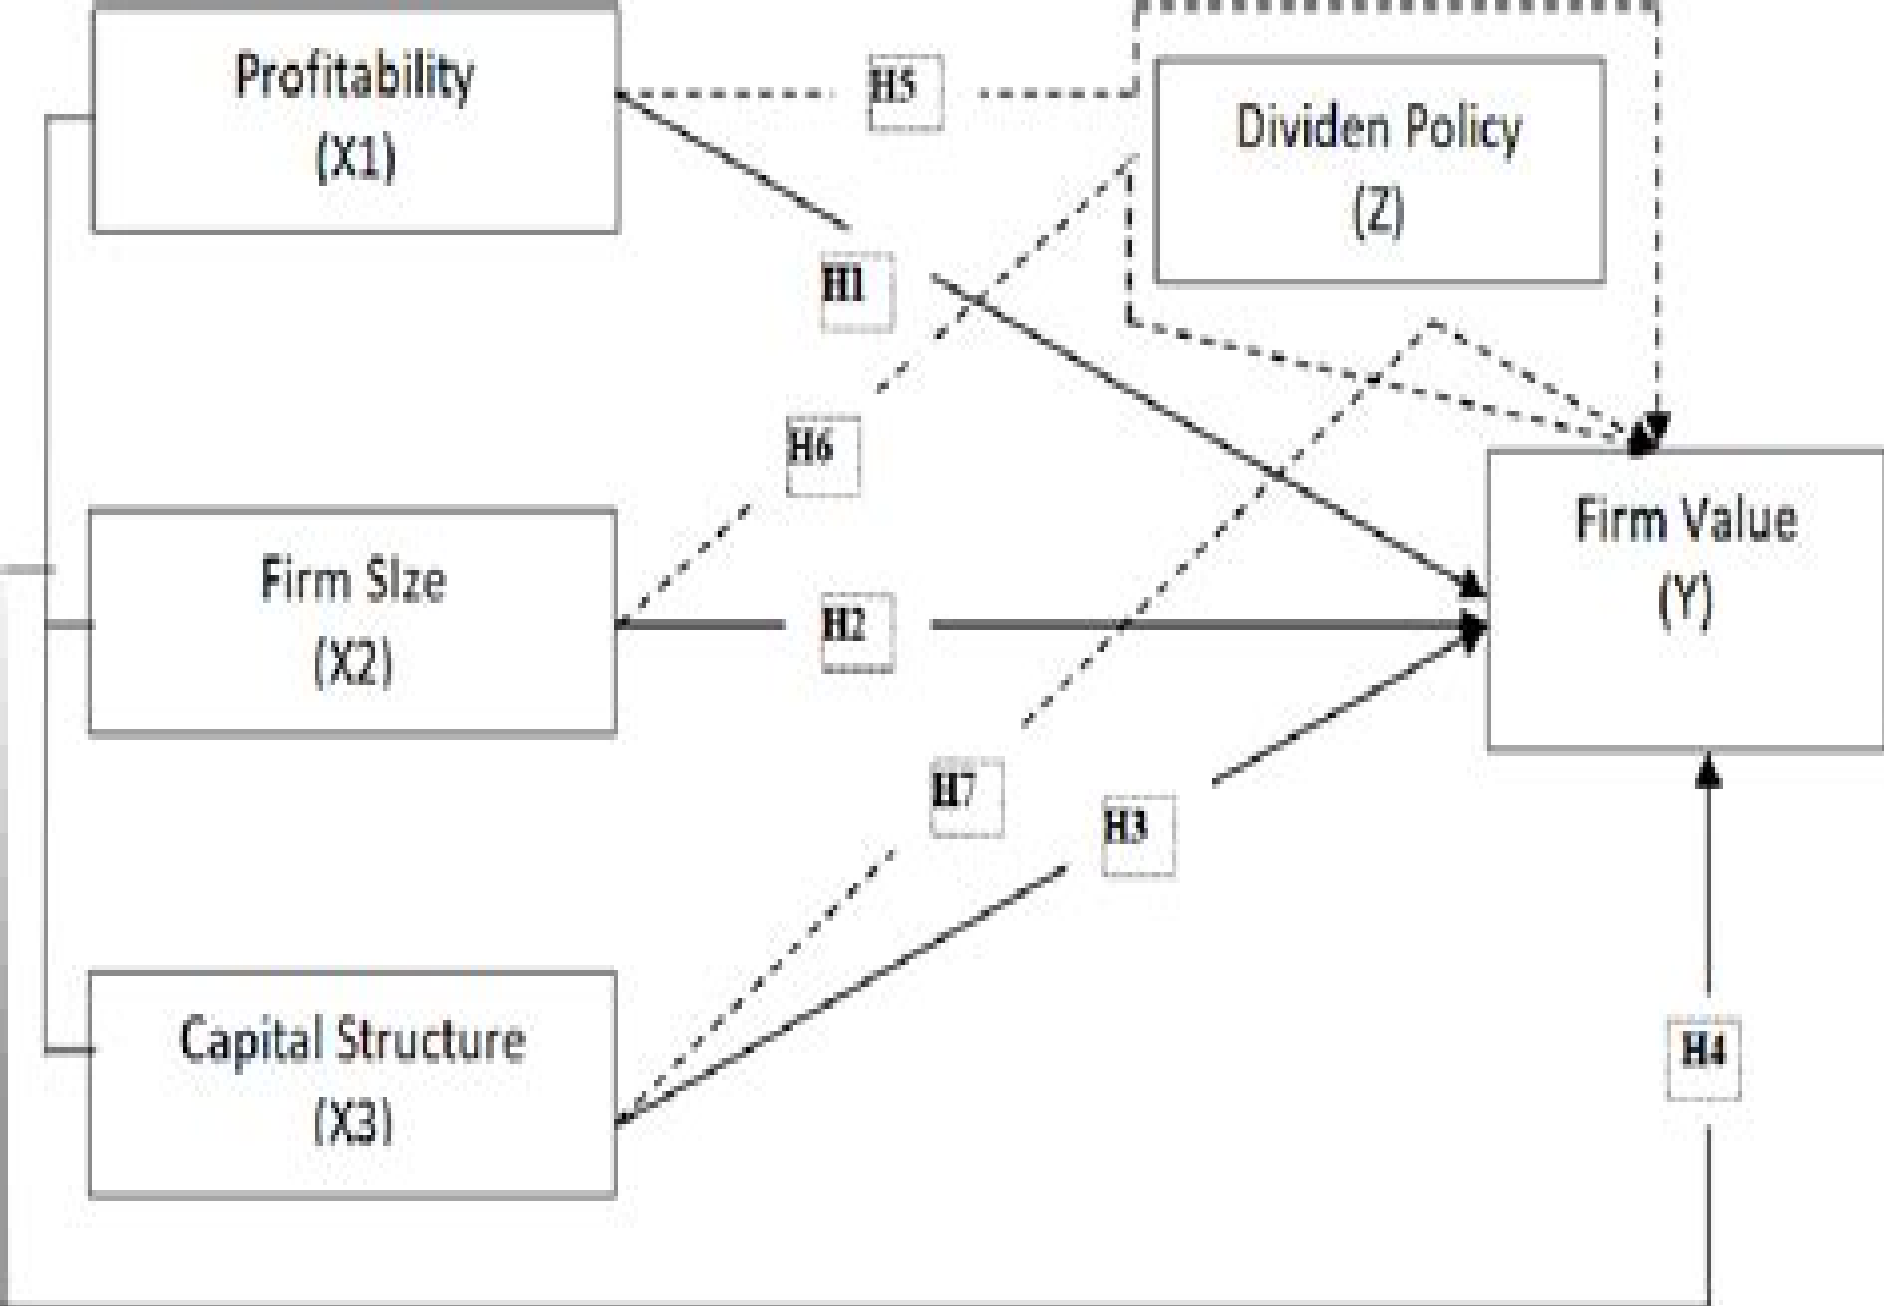 Profitability
(X1)
H5
Dividen Policy
(Z)
H1
H6
Firm SIze
(X2)
H2
Firm Value
(Y)
H7
H3
Capital Structure
(X3)
H4